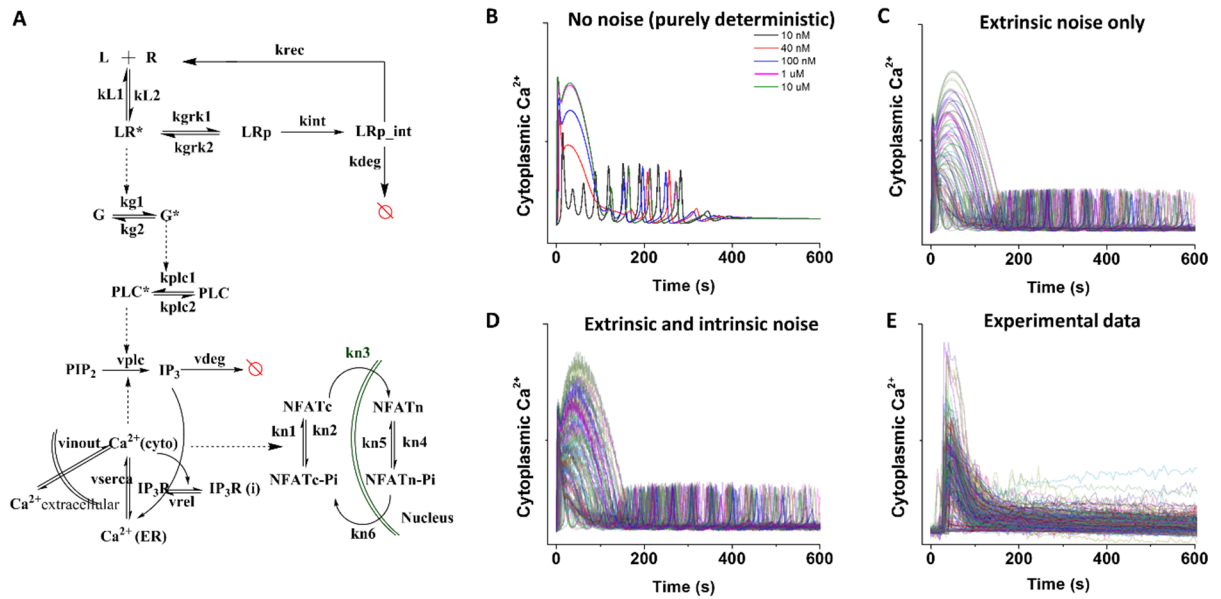 A
L + R
krec
kL1
kL2
LR*
kgrk1
kgrk2
LRp
kint
LRp_int
kdeg
kg1
G
G*
kg2
kplc1
PLC*
PLC
kplc2
PIP2
vplc
IP3
vdeg
kn3
NFATc
NFATn
kn1
kn2
kn5
kn4
NFATc-Pi
NFATn-Pi
kn6
Nucleus
vinout
Ca2+ (cyto)
vserca
IP3R
IP3R (i)
vrel
Ca2+ extracellular
Ca2+ (ER)
B
No noise (purely deterministic)
10 nM
40 nM
100 nM
1 uM
10 uM
Cytoplasmic Ca2+
0 200 400 600
Time (s)
C
Extrinsic noise only
Cytoplasmic Ca2+
0 200 400 600
Time (s)
D
Extrinsic and intrinsic noise
Cytoplasmic Ca2+
0 200 400 600
Time (s)
E
Experimental data
Cytoplasmic Ca2+
0 200 400 600
Time (s)